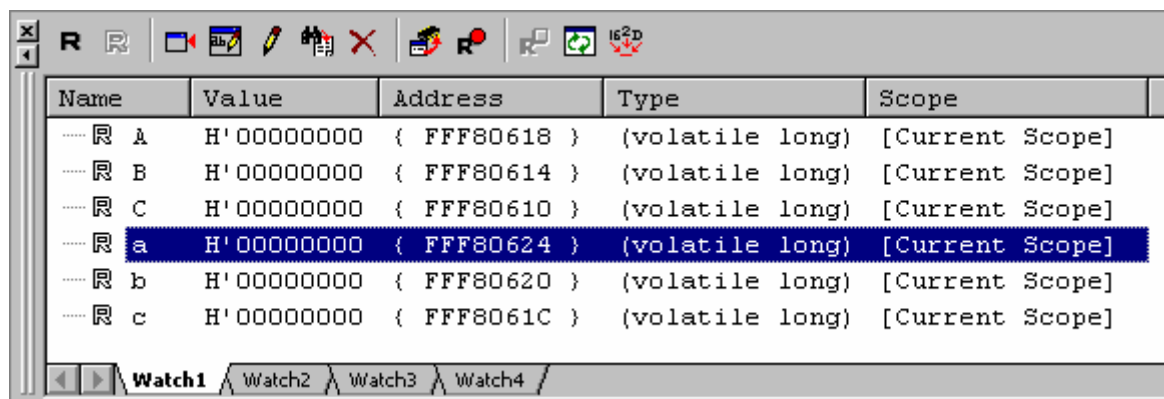 R R R R 16 2 D
Name Value Address Type Scope
R A H'00000000 { FFF80618 } (volatile long) [Current Scope]
R B H'00000000 { FFF80614 } (volatile long) [Current Scope]
R C H'00000000 { FFF80610 } (volatile long) [Current Scope]
R a H'00000000 { FFF80624 } (volatile long) [Current Scope]
R b H'00000000 { FFF80620 } (volatile long) [Current Scope]
R c H'00000000 { FFF8061C } (volatile long) [Current Scope]
Watch1 Watch2 Watch3 Watch4